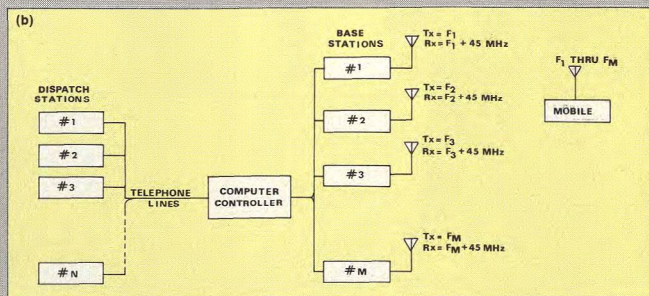 (b)
DISPATCH
STATIONS
#1
#2
#3
#N
TELEPHONE
LINES
COMPUTER
CONTROLLER
BASE
STATIONS
#1
Tx = F1
Rx = F1 + 45 MHz
#2
Tx = F2
Rx = F2 + 45 MHz
#3
Tx = F3
Rx = F3 + 45 MHz
#M
Tx = FM
Rx = FM + 45 MHz
F1 THRU FM
MOBILE